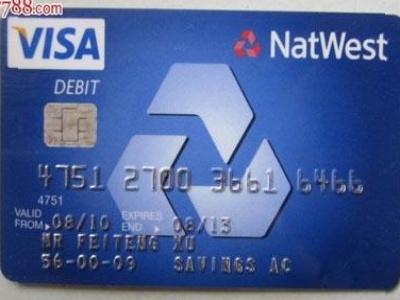 7788.com
VISA NatWest
DEBIT
4751 2700 3661 6466
4751
VALID FROM 08/10 EXPIRES END 08/13
MR FEITENG XU
56-00-09 SAVINGS AC